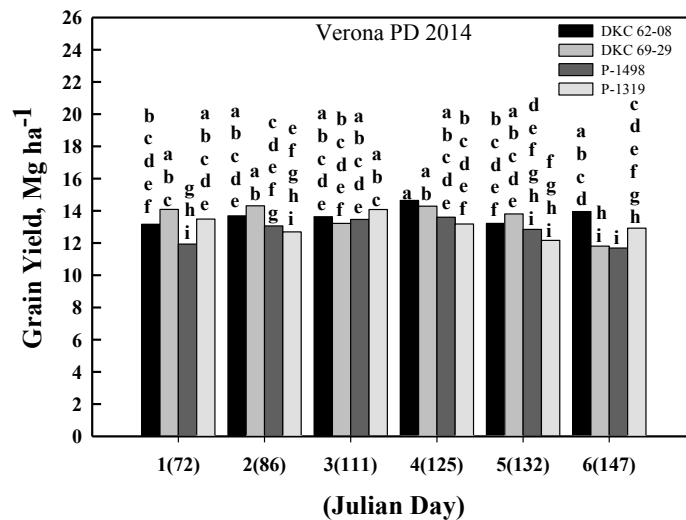 Verona PD 2014
DKC 62-08
DKC 69-29
P-1498
P-1319
Grain Yield, Mg ha-1
26
24
22
20
18
16
14
12
10
8
6
4
2
0
b c d e f
a b c
g h i
a b c d e
a b c d e
a b
c d e f g
e f g h i
a b c d e
b c d e f
a b c d e
a b c
a
a b
a b c d e
b c d e f
b c d e f
a b c d e
d e f g h i
f g h i
a b c d
h i
i
c d e f g h
1(72) 2(86) 3(111) 4(125) 5(132) 6(147)
(Julian Day)